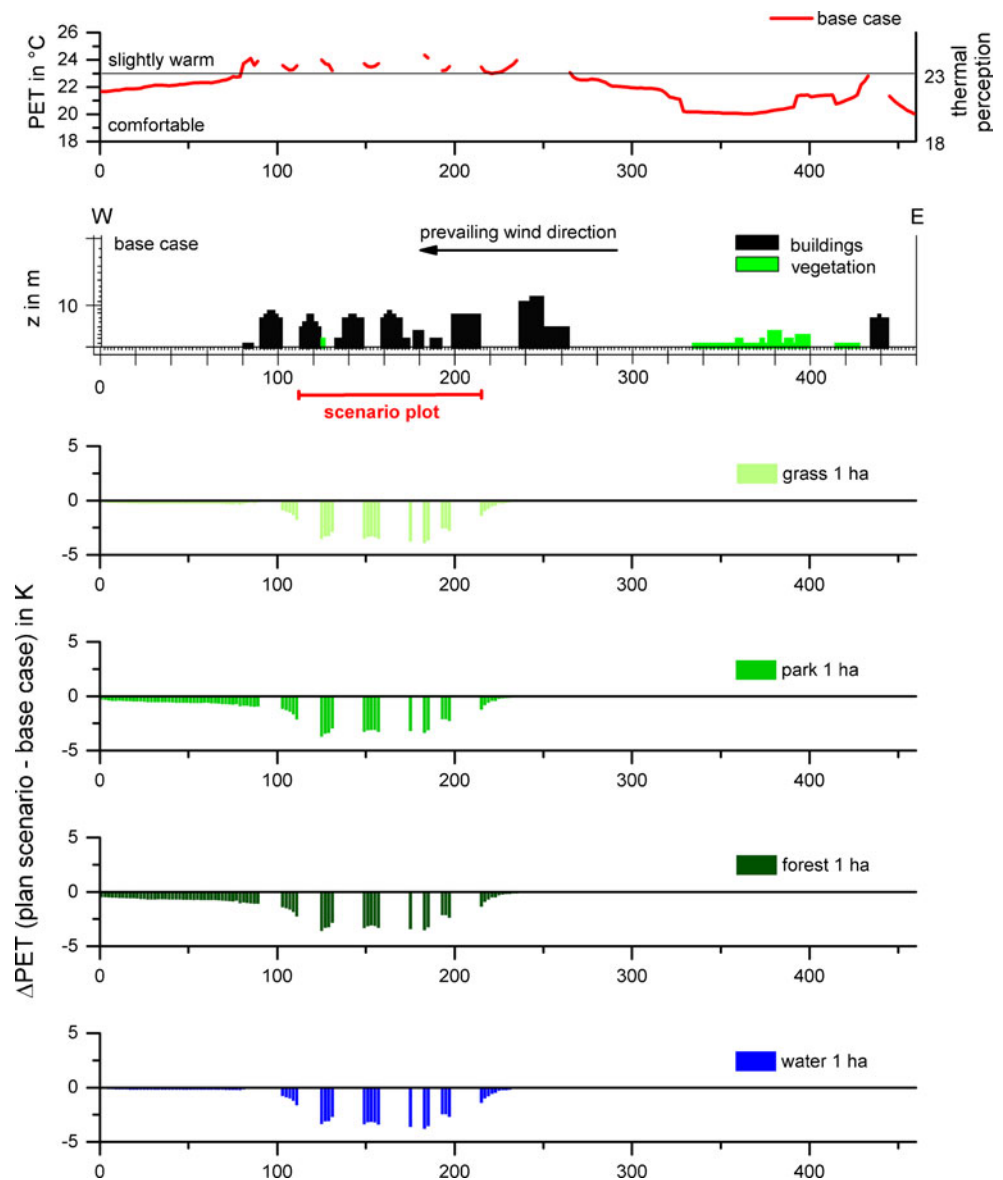 base case
PET in °C
26
24
22
20
18
slightly warm
comfortable
23
18
thermal
perception
0 100 200 300 400
W E
base case
prevailing wind direction
buildings
vegetation
z in m
10
0 100 200 300 400
scenario plot
ΔPET (plan scenario - base case) in K
5
0
-5
grass 1 ha
0 100 200 300 400
5
0
-5
park 1 ha
0 100 200 300 400
5
0
-5
forest 1 ha
0 100 200 300 400
5
0
-5
water 1 ha
0 100 200 300 400